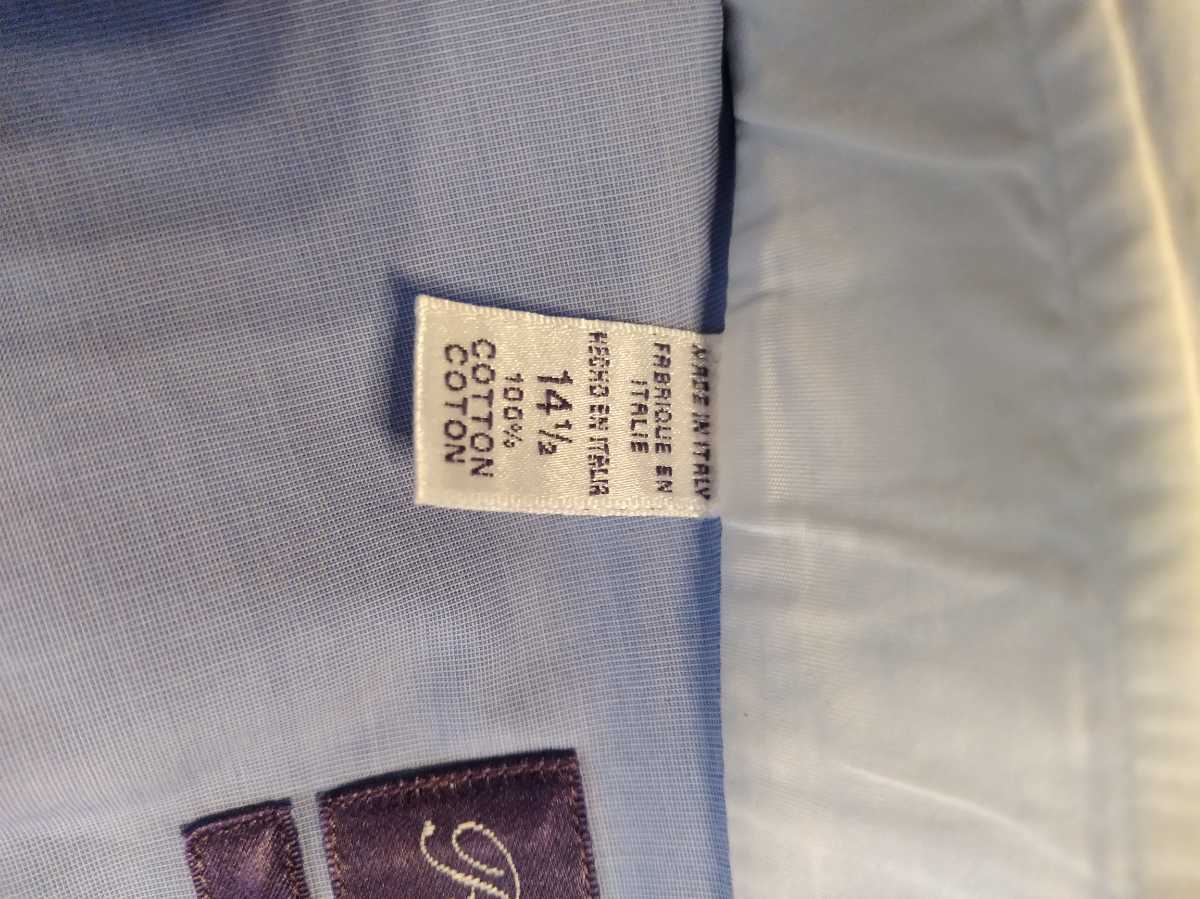 MADE IN ITALY
FABRIQUE EN
ITALIE
HECHO EN ITALIA
14 ½
100%
COTTON
COTON